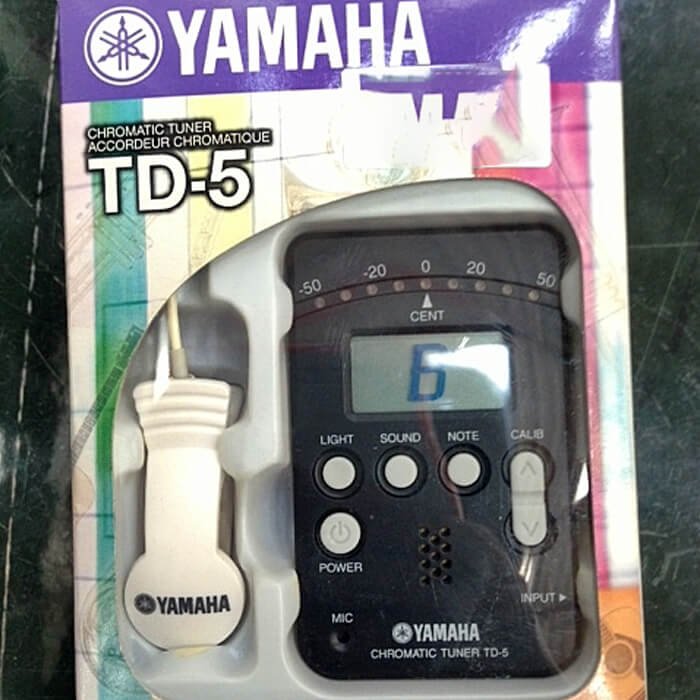 YAMAHA
CHROMATIC TUNER
ACCORDEUR CHROMATIQUE
TD-5
-50 -20 0 20 50
CENT
6
LIGHT SOUND NOTE CALIB
POWER
INPUT
MIC
YAMAHA
CHROMATIC TUNER TD-5
YAMAHA